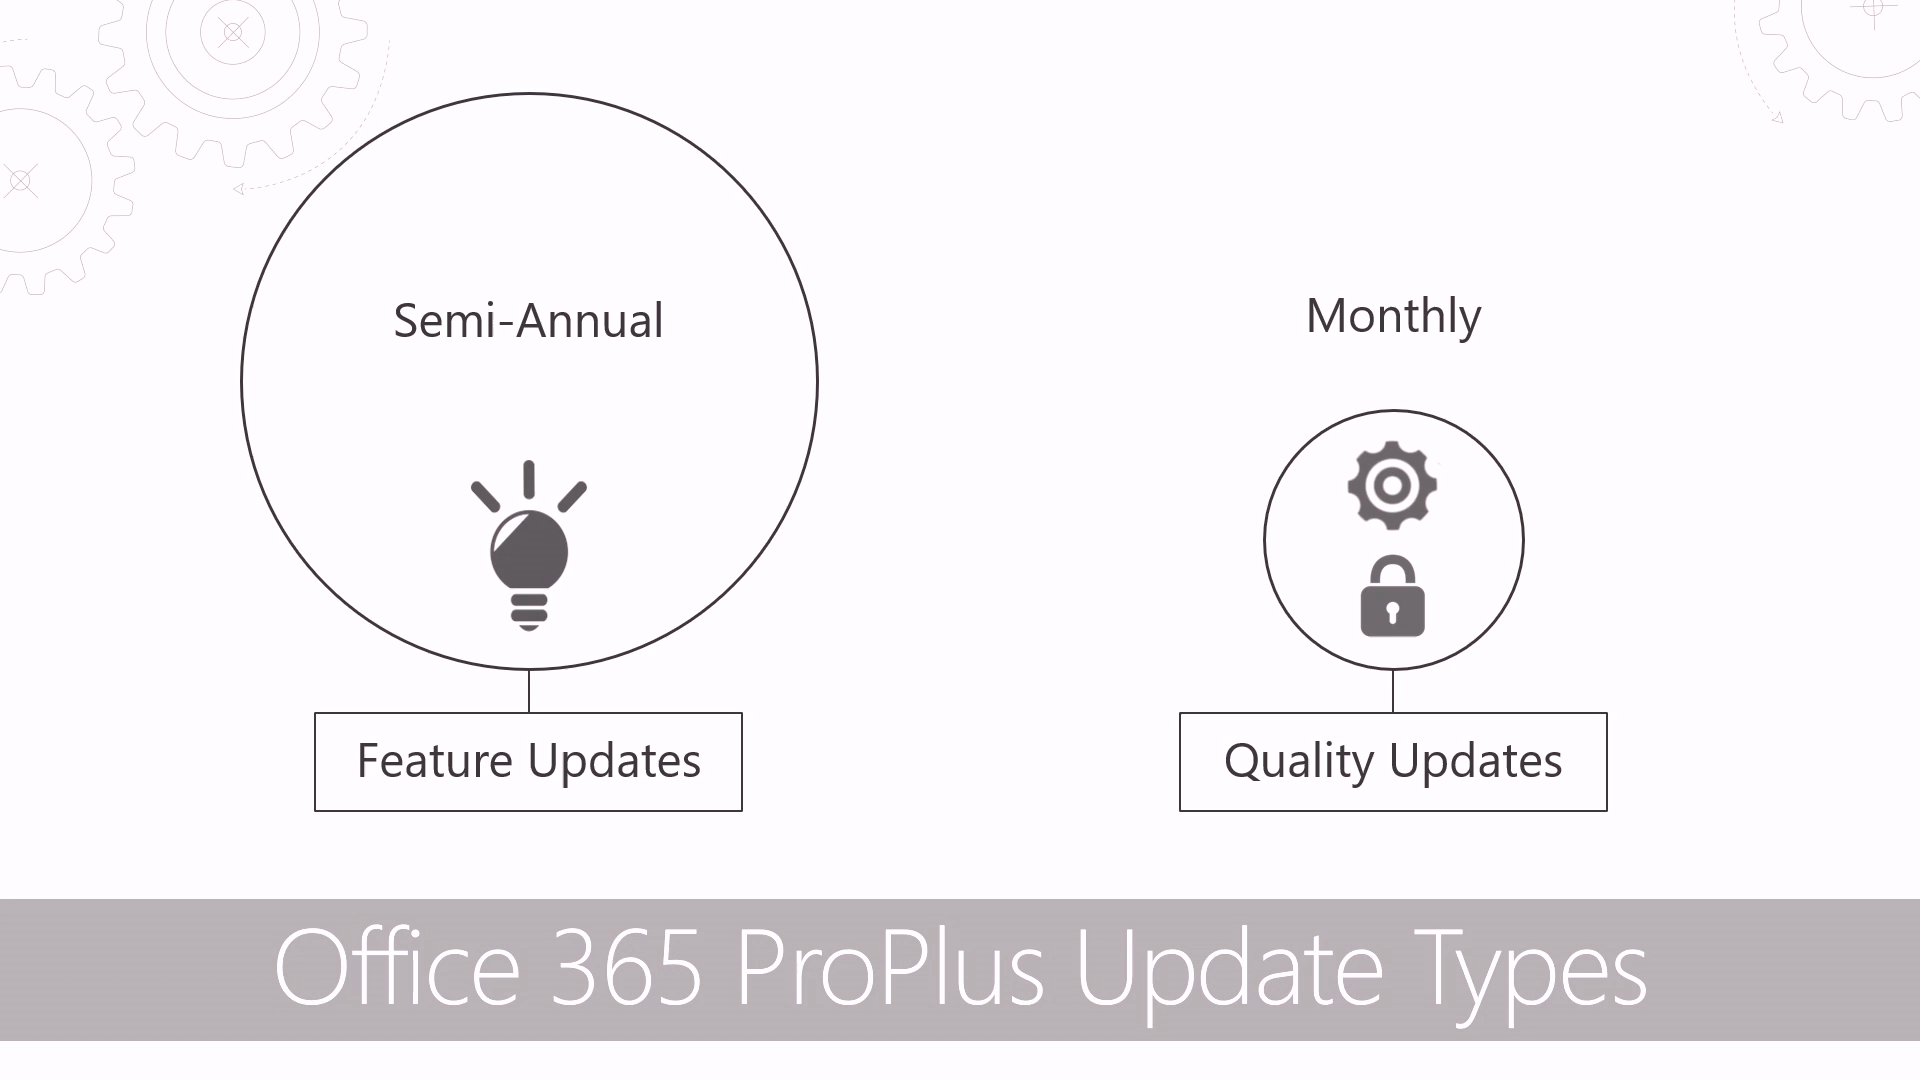 Semi-Annual
Monthly
Feature Updates
Quality Updates
Office 365 ProPlus Update Types